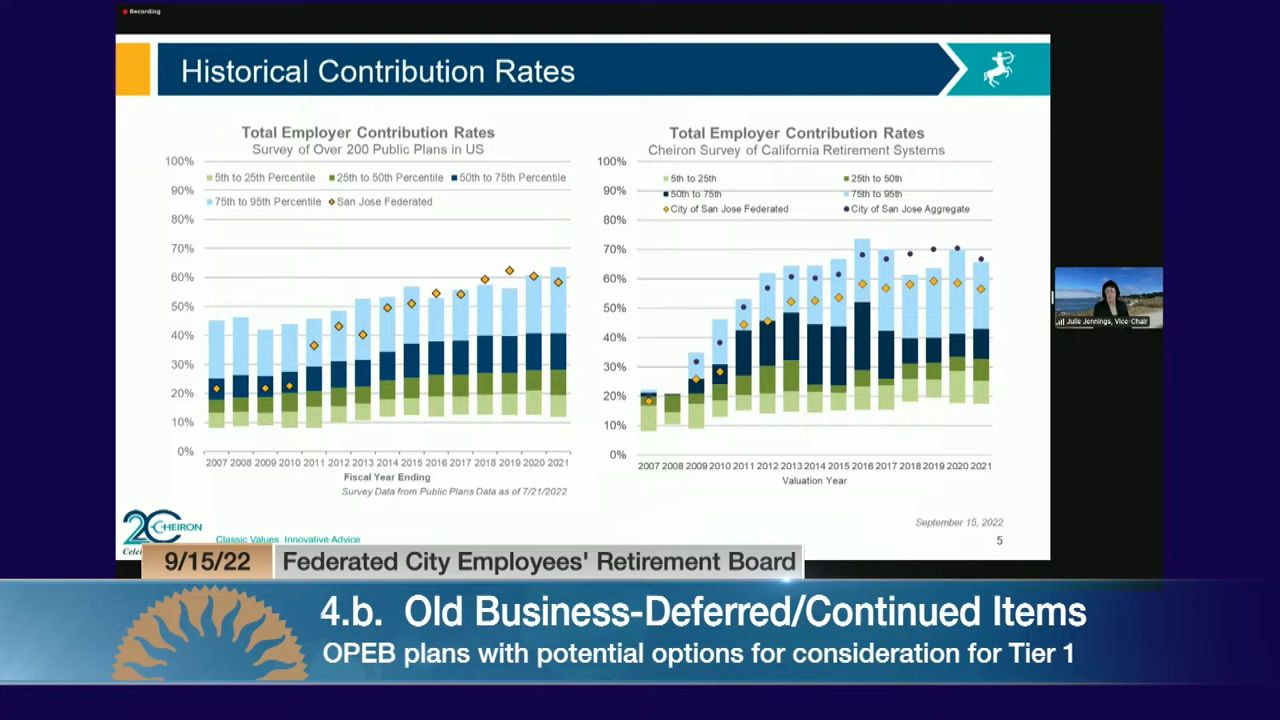 Recording
Historical Contribution Rates
Total Employer Contribution Rates
Survey of Over 200 Public Plans in US
100%
90%
80%
70%
60%
50%
40%
30%
20%
10%
0%
5th to 25th Percentile
25th to 50th Percentile
50th to 75th Percentile
75th to 95th Percentile
San Jose Federated
2007 2008 2009 2010 2011 2012 2013 2014 2015 2016 2017 2018 2019 2020 2021
Fiscal Year Ending
Survey Data from Public Plans Data as of 7/21/2022
Total Employer Contribution Rates
Cheiron Survey of California Retirement Systems
100%
90%
80%
70%
60%
50%
40%
30%
20%
10%
0%
5th to 25th
25th to 50th
50th to 75th
75th to 95th
City of San Jose Federated
City of San Jose Aggregate
2007 2008 2009 2010 2011 2012 2013 2014 2015 2016 2017 2018 2019 2020 2021
Valuation Year
Julie Jennings, Vice-Chair
September 15, 2022
5
20 CHEIRON
Classic Values, Innovative Advice
9/15/22
Federated City Employees' Retirement Board
4.b. Old Business-Deferred/Continued Items
OPEB plans with potential options for consideration for Tier 1